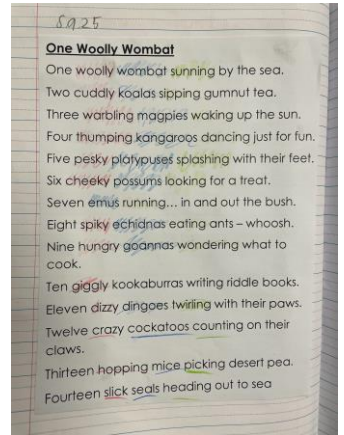 8 9 25
One Woolly Wombat
One woolly wombat sunning by the sea.
Two cuddly koalas sipping gumnut tea.
Three warbling magpies waking up the sun.
Four thumping kangaroos dancing just for fun.
Five pesky platypuses splashing with their feet.
Six cheeky possums looking for a treat.
Seven emus running... in and out the bush.
Eight spiky echidnas eating ants – whoosh.
Nine hungry goannas wondering what to
cook.
Ten giggly kookaburras writing riddle books.
Eleven dizzy dingoes twirling with their paws.
Twelve crazy cockatoos counting on their
claws.
Thirteen hopping mice picking desert pea.
Fourteen slick seals heading out to sea